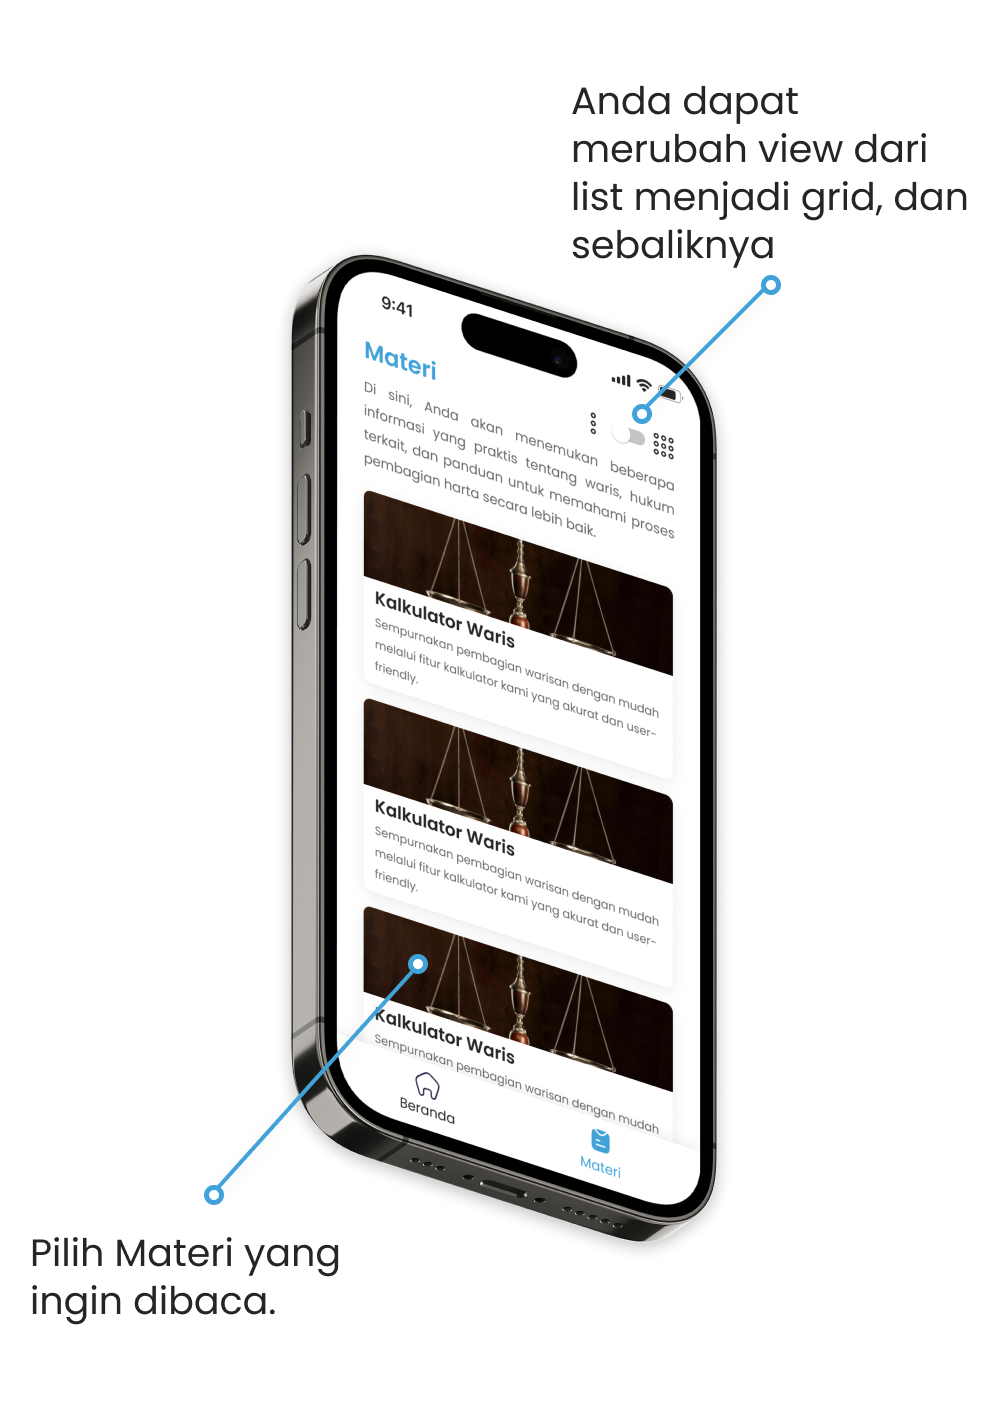 Anda dapat
merubah view dari
list menjadi grid, dan
sebaliknya
9:41
Materi
Di sini, Anda akan menemukan beberapa
informasi yang praktis tentang waris, hukum
terkait, dan panduan untuk memahami proses
pembagian harta secara lebih baik.
Kalkulator Waris
Sempurnakan pembagian warisan dengan mudah
melalui fitur kalkulator kami yang akurat dan user-
friendly.
Kalkulator Waris
Sempurnakan pembagian warisan dengan mudah
melalui fitur kalkulator kami yang akurat dan user-
friendly.
Kalkulator Waris
Sempurnakan pembagian warisan dengan mudah
Beranda
Materi
Pilih Materi yang
ingin dibaca.